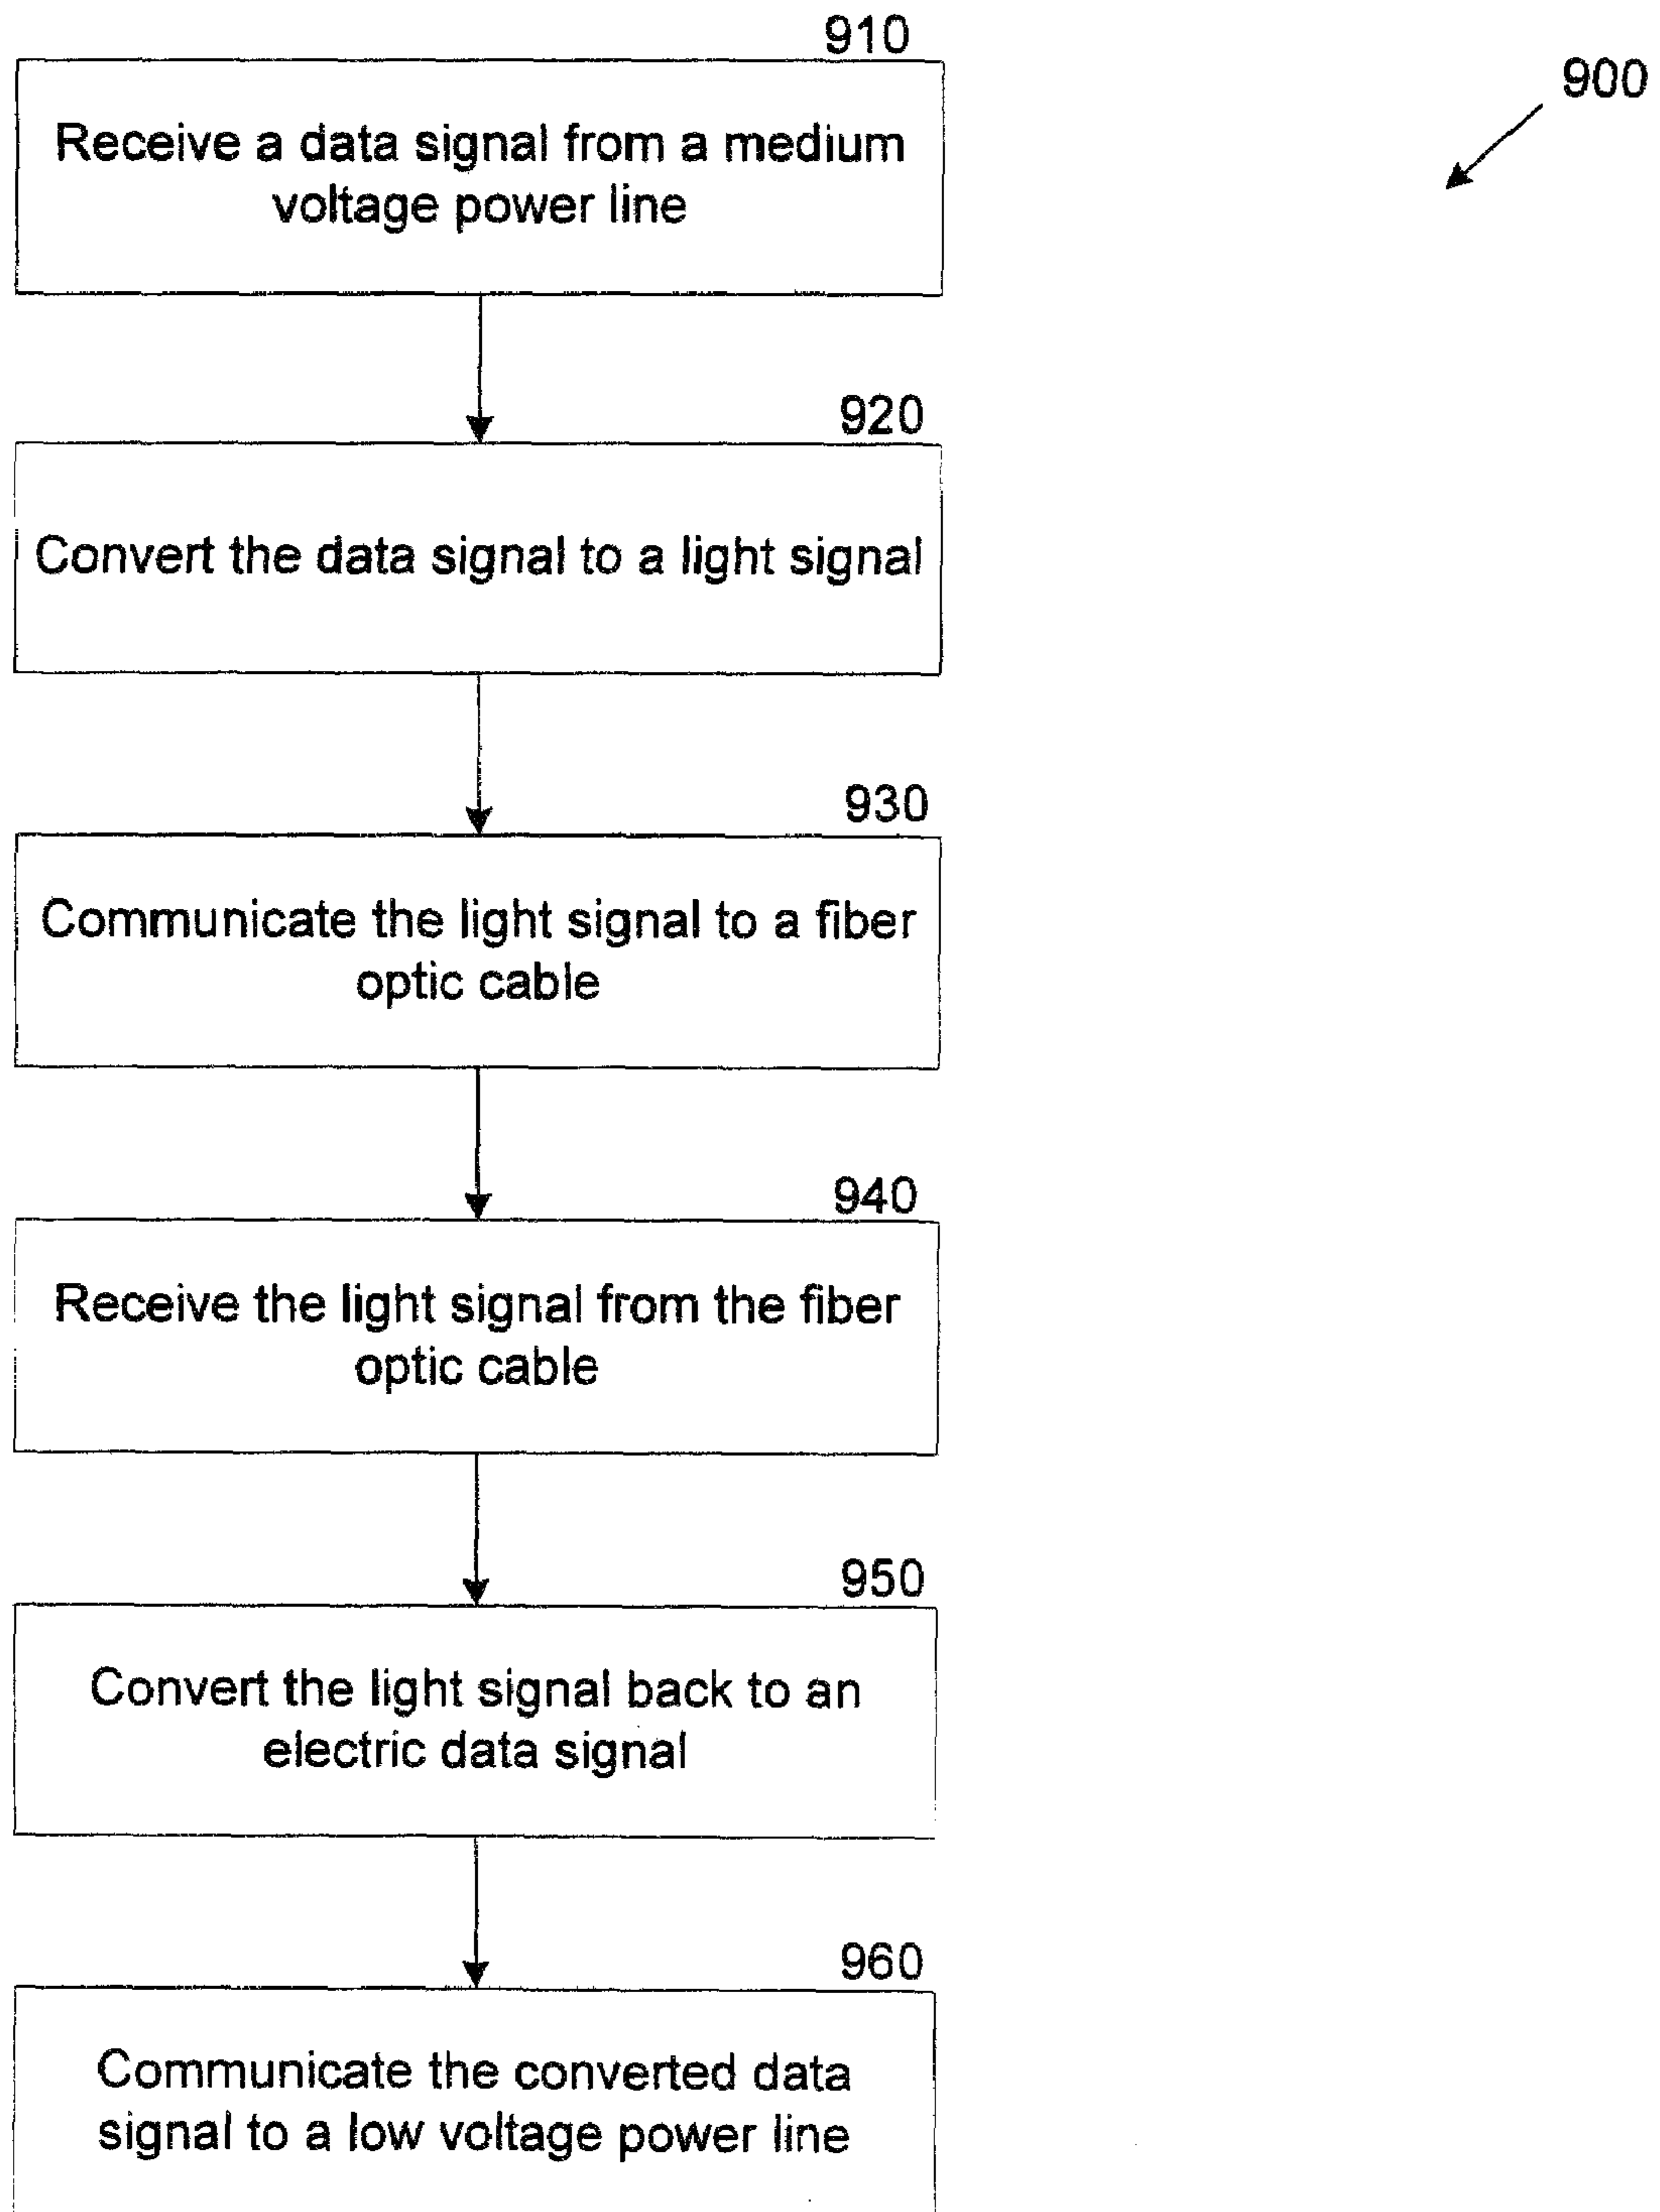 910
900
Receive a data signal from a medium
voltage power line
920
Convert the data signal to a light signal
930
Communicate the light signal to a fiber
optic cable
940
Receive the light signal from the fiber
optic cable
950
Convert the light signal back to an
electric data signal
960
Communicate the converted data
signal to a low voltage power line